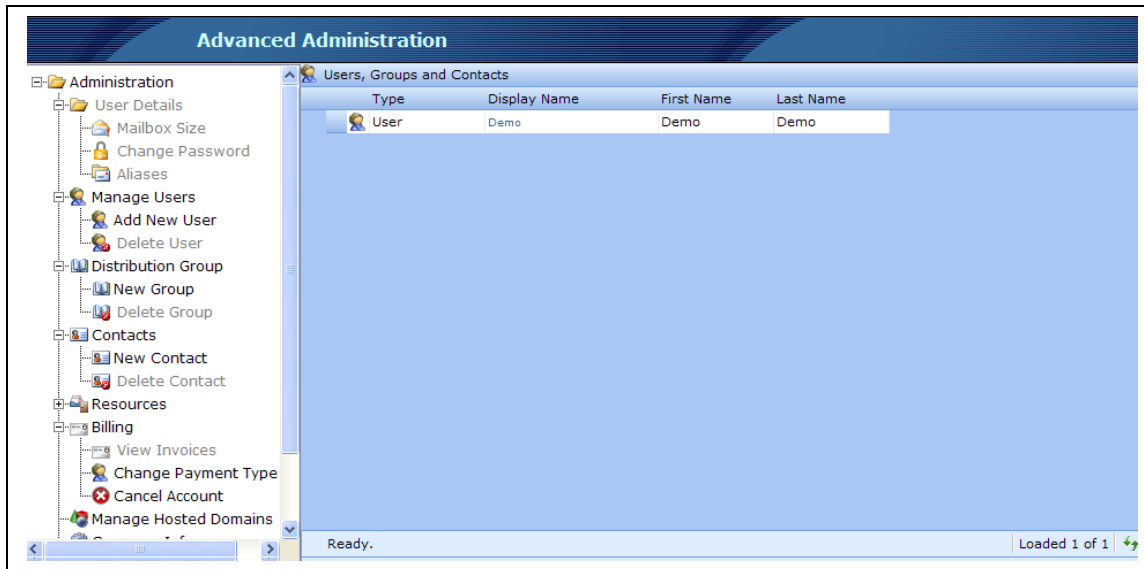 Advanced Administration
Administration
User Details
Mailbox Size
Change Password
Aliases
Manage Users
Add New User
Delete User
Distribution Group
New Group
Delete Group
Contacts
New Contact
Delete Contact
Resources
Billing
View Invoices
Change Payment Type
Cancel Account
Manage Hosted Domains
Users, Groups and Contacts
Type Display Name First Name Last Name
User Demo Demo Demo
Ready. Loaded 1 of 1